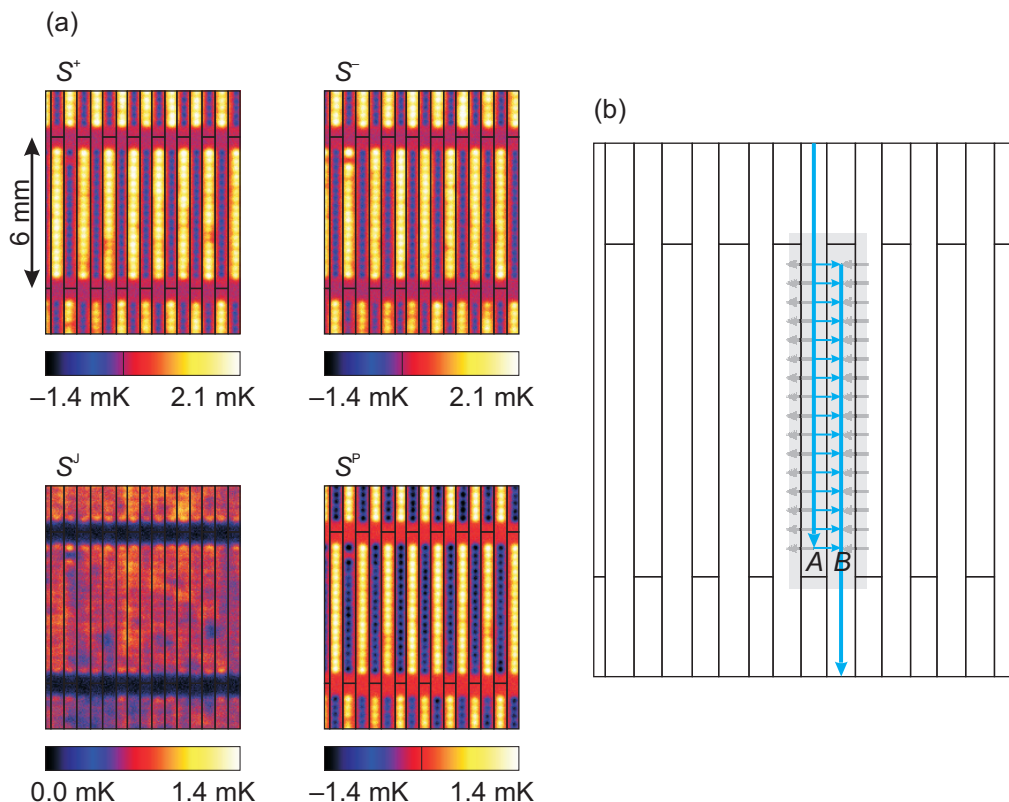 (a)
S⁺
S⁻
6 mm
–1.4 mK 2.1 mK
–1.4 mK 2.1 mK
Sᴶ
Sᴾ
0.0 mK 1.4 mK
–1.4 mK 1.4 mK
(b)
A B